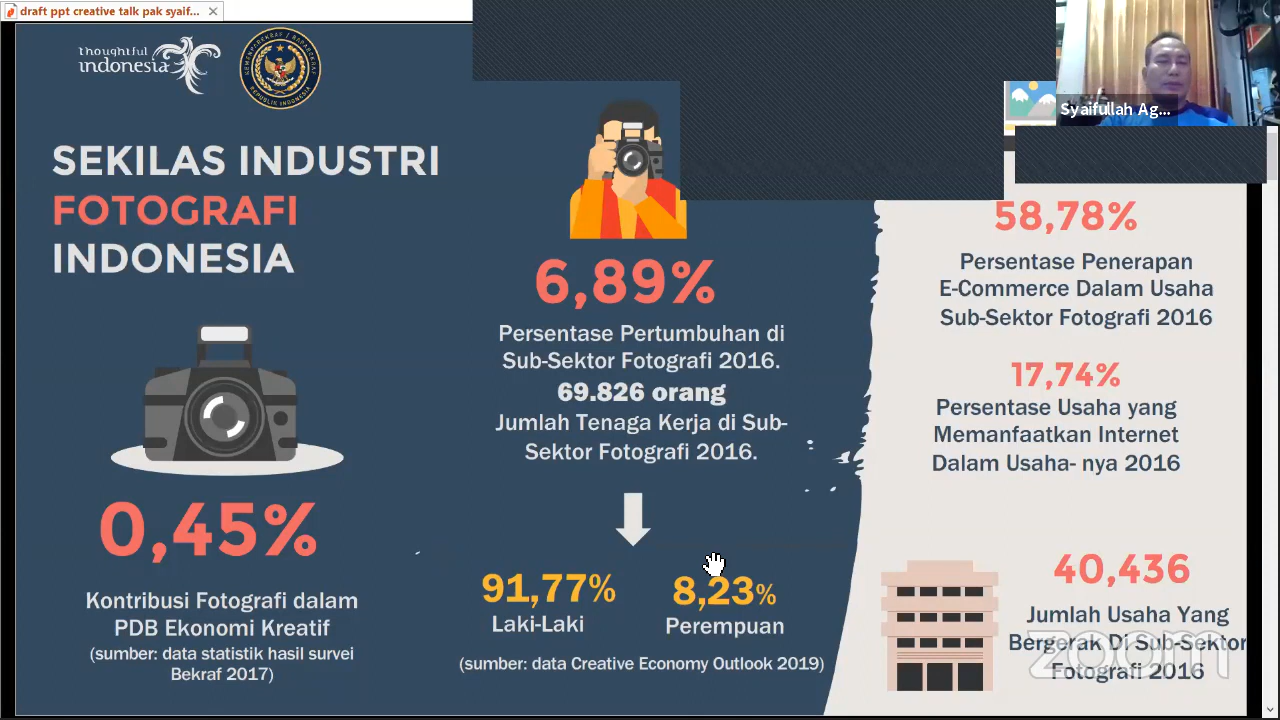 draft ppt creative talk pak syaif...
Thoughtful
indonesia
KEMENPAREKRAF / BAPAREKRAF
REPUBLIK INDONESIA
Syaifullah Ag...
SEKILAS INDUSTRI
FOTOGRAFI
INDONESIA
0,45%
Kontribusi Fotografi dalam
PDB Ekonomi Kreatif
(sumber: data statistik hasil survei
Bekraf 2017)
6,89%
Persentase Pertumbuhan di
Sub-Sektor Fotografi 2016.
69.826 orang
Jumlah Tenaga Kerja di Sub-
Sektor Fotografi 2016.
91,77%
Laki-Laki
8,23%
Perempuan
(sumber: data Creative Economy Outlook 2019)
58,78%
Persentase Penerapan
E-Commerce Dalam Usaha
Sub-Sektor Fotografi 2016
17,74%
Persentase Usaha yang
Memanfaatkan Internet
Dalam Usaha- nya 2016
40,436
Jumlah Usaha Yang
Bergerak Di Sub-Sektor
Fotografi 2016
zoom